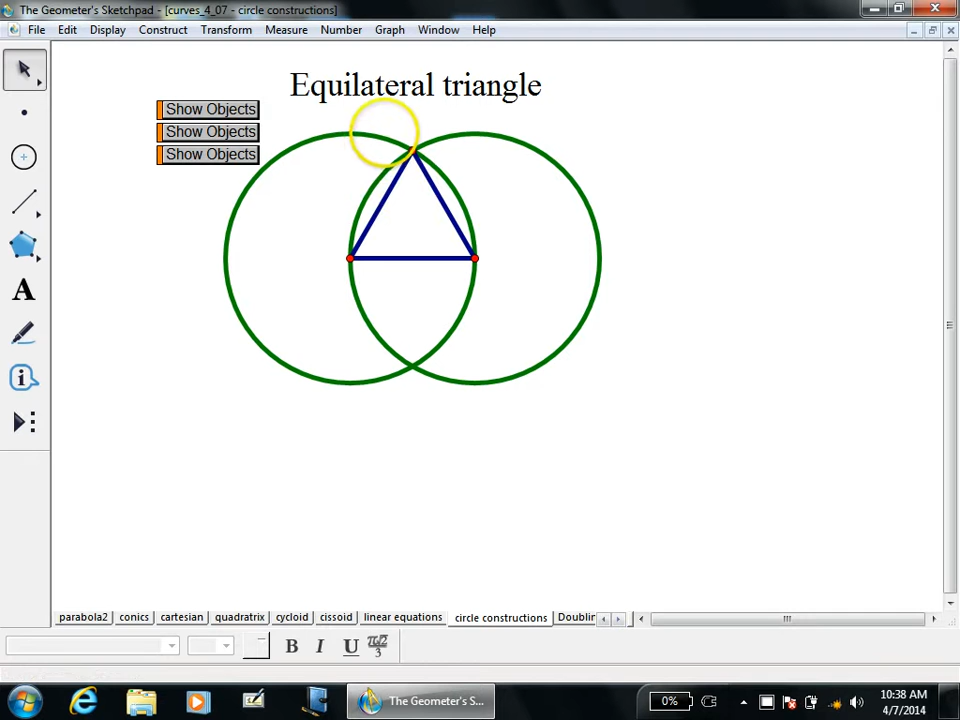 The Geometer's Sketchpad - [curves_4_07 - circle constructions]
File Edit Display Construct Transform Measure Number Graph Window Help
Equilateral triangle
Show Objects
Show Objects
Show Objects
A
parabola2 conics cartesian quadratrix cycloid cissoid linear equations circle constructions Doublin
B I U π√2/3
The Geometer's S...
0%
10:38 AM
4/7/2014